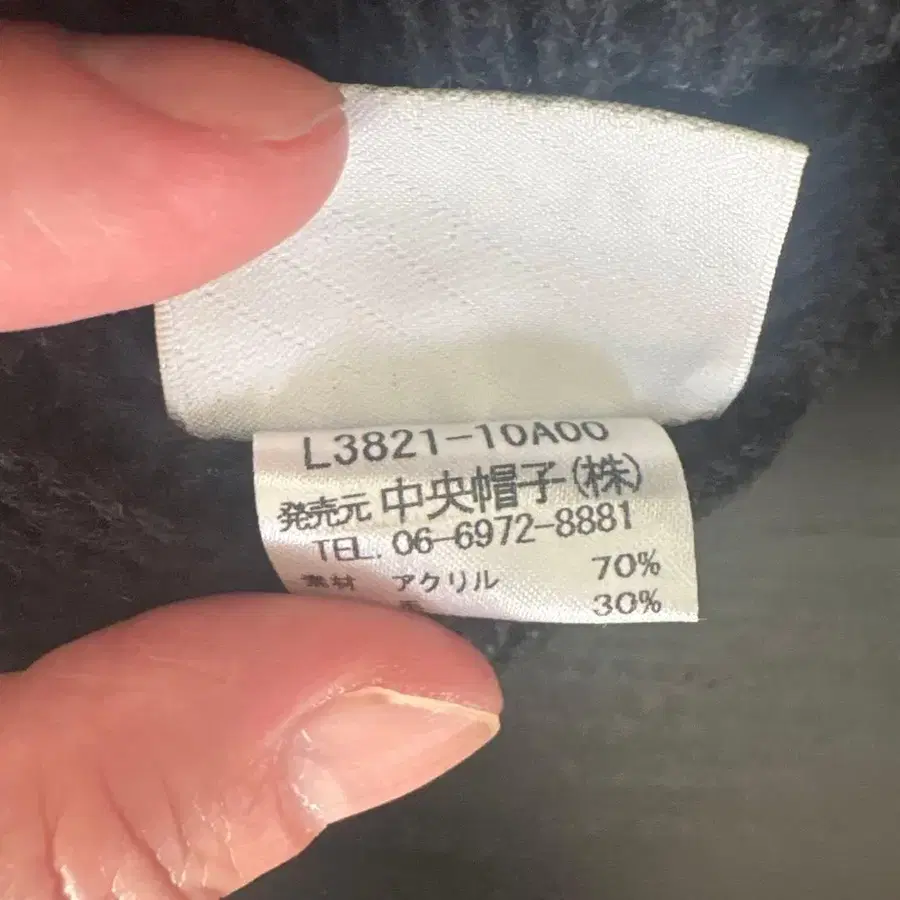 L3821-10A00
発売元 中央帽子(株)
TEL. 06-6972-8881
素材 アクリル 70%
30%